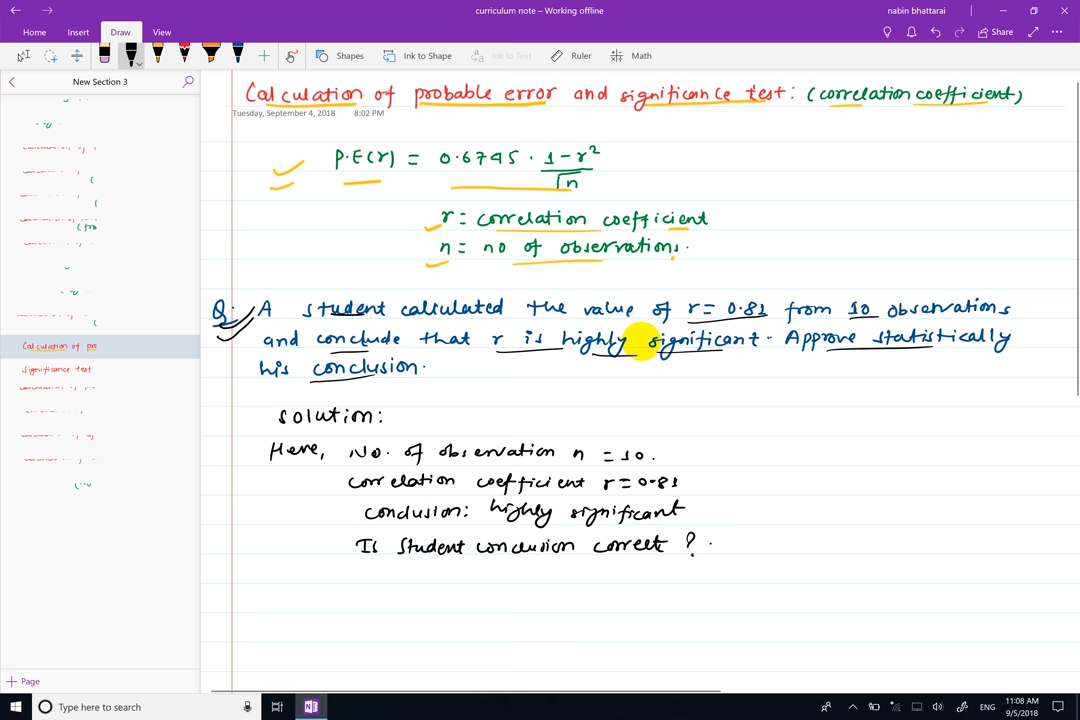 curriculum note – Working offline
nabin bhattarai
Home Insert Draw View
Share
Shapes Ink to Shape Ink to Text Ruler Math
New Section 3
Calculation of probable error and significance test: (correlation coefficient)
Tuesday, September 4, 2018 8:02 PM
P.E(r) = 0.6745 · 1-r² / √n
r = correlation coefficient
n = no of observations.
Q: A student calculated the value of r = 0.81 from 10 observations
and conclude that r is highly significant. Approve statistically
his conclusion.
Solution:
Here, No. of observation n = 10.
correlation coefficient r = 0.81
conclusion: highly significant
Is student conclusion correct ?
Calculation of pre
Significance test
+ Page
Type here to search
ENG
11:08 AM
9/5/2018